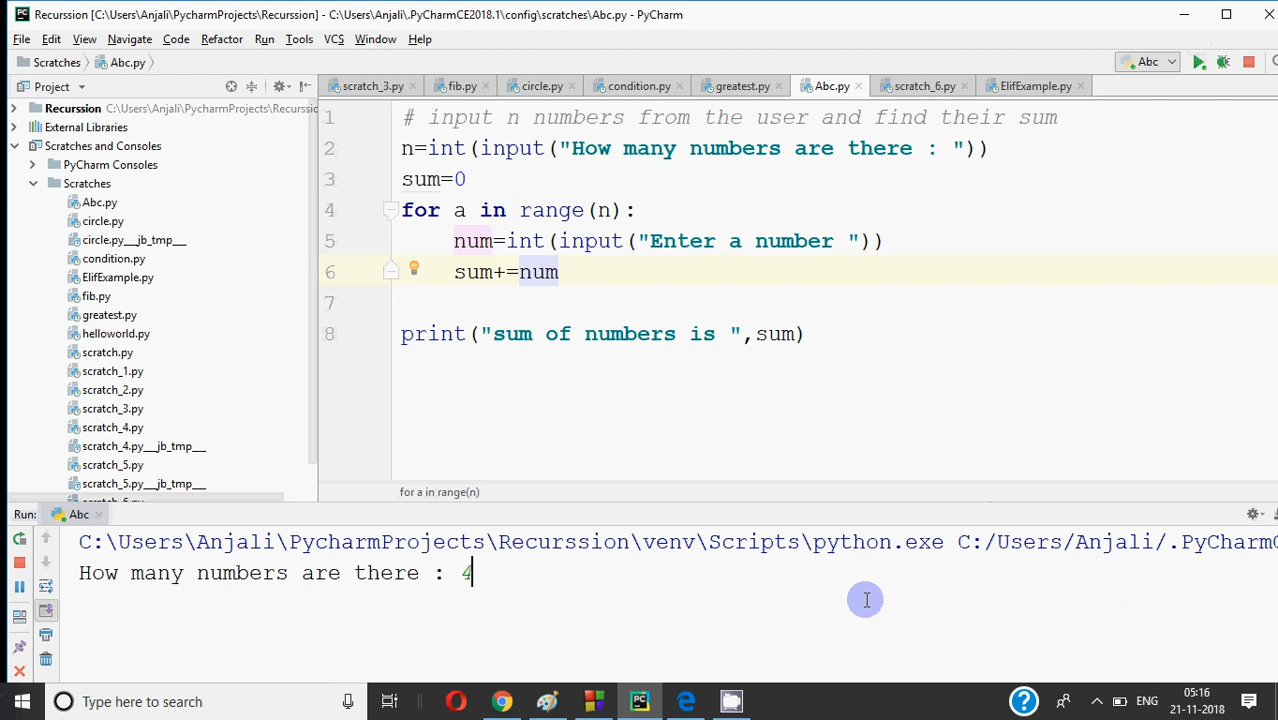 Recurssion [C:\Users\Anjali\PycharmProjects\Recurssion] - C:\Users\Anjali\.PyCharmCE2018.1\config\scratches\Abc.py - PyCharm
File Edit View Navigate Code Refactor Run Tools VCS Window Help
Scratches Abc.py Abc
Project scratch_3.py fib.py circle.py condition.py greatest.py Abc.py scratch_6.py ElifExample.py
Recurssion C:\Users\Anjali\PycharmProjects\Recurssio
External Libraries
Scratches and Consoles
PyCharm Consoles
Scratches
Abc.py
circle.py
circle.py___jb_tmp___
condition.py
ElifExample.py
fib.py
greatest.py
helloworld.py
scratch.py
scratch_1.py
scratch_2.py
scratch_3.py
scratch_4.py
scratch_4.py___jb_tmp___
scratch_5.py
scratch_5.py___jb_tmp___
scratch_6.py
1 # input n numbers from the user and find their sum
2 n=int(input("How many numbers are there : "))
3 sum=0
4 for a in range(n):
5 num=int(input("Enter a number "))
6 sum+=num
7
8 print("sum of numbers is ",sum)
for a in range(n)
Run: Abc
C:\Users\Anjali\PycharmProjects\Recurssion\venv\Scripts\python.exe C:/Users/Anjali/.PyCharmC
How many numbers are there : 4
Type here to search
ENG
05:16
21-11-2018